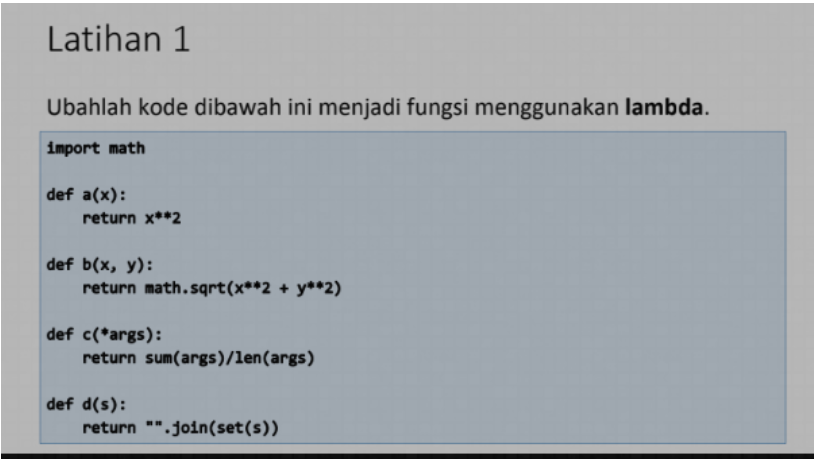 Latihan 1
Ubahlah kode dibawah ini menjadi fungsi menggunakan lambda.
import math
def a(x):
    return x**2
def b(x, y):
    return math.sqrt(x**2 + y**2)
def c(*args):
    return sum(args)/len(args)
def d(s):
    return "".join(set(s))